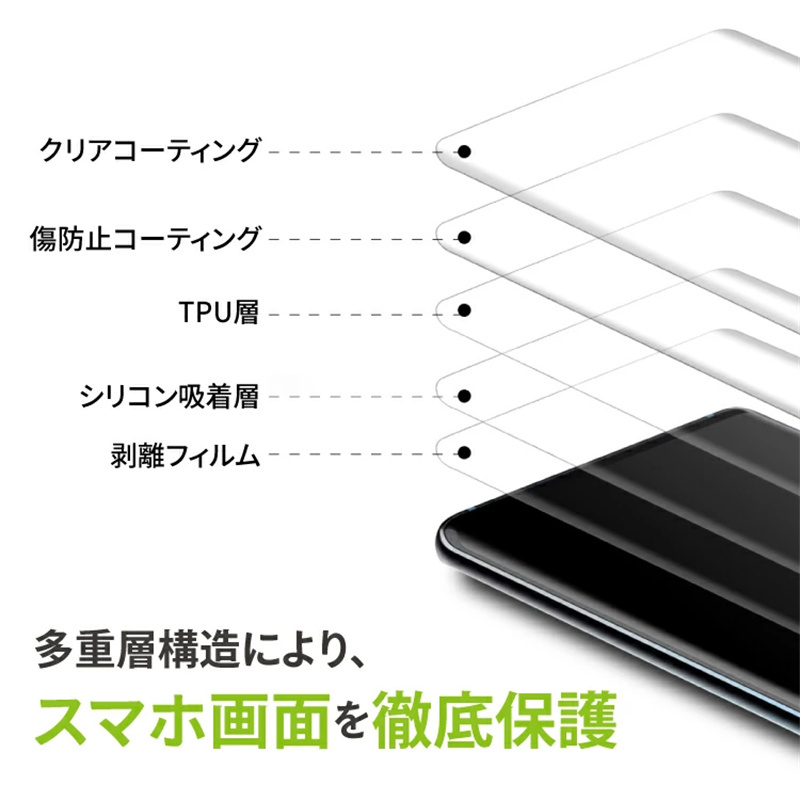 クリアコーティング
傷防止コーティング
TPU層
シリコン吸着層
剥離フィルム
多重層構造により、
スマホ画面を徹底保護